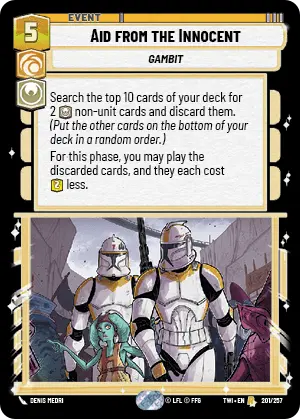 EVENT
5
AID FROM THE INNOCENT
GAMBIT
Search the top 10 cards of your deck for
2 non-unit cards and discard them.
(Put the other cards on the bottom of your
deck in a random order.)
For this phase, you may play the
discarded cards, and they each cost
2 less.
DENIS MEDRI
© LFL © FFG
TWI • EN
201/257